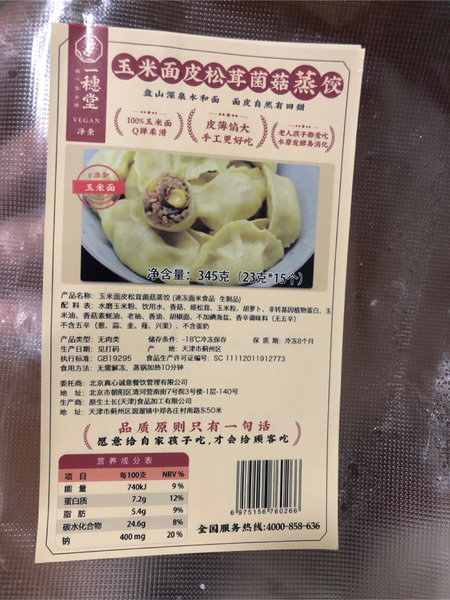 一穗堂
VEGAN
净素
玉米面皮松茸菌菇蒸饺
盘山深泉水和面 面皮自然有回甜
100%玉米面
Q弹柔滑
皮薄馅大
手工更好吃
老人孩子都爱吃
水磨发酵易消化
0添加
玉米面
净含量：345克（23克*15个）
产品名称：玉米面皮松茸菌菇蒸饺（速冻面米食品 生制品）
配 料 表：水磨玉米粉、饮用水、香菇、姬松茸、玉米粒、胡萝卜、非转基因植物蛋白、玉
米油、香菇素蚝油、老抽、香油、胡椒面、不加碘海盐、香辛调味料（无五辛）
不含五辛（葱、蒜、韭、薤、兴渠）、不含蛋奶
类 型：无肉类 储存条件：-18℃冷冻保存 保 质 期：冷冻8个月
生产日期：见打码 产 地：天津市蓟州区
执行标准：GB19295 食品生产许可证编号：SC 11112011912773
食用方法：无需解冻、蒸锅加热10分钟
委托商：北京真心诚意餐饮管理有限公司
地 址：北京市朝阳区清河营南街7号院3号楼-1层-140号
生产商：原生土长(天津)食品加工有限公司
地 址：天津市蓟州区洇溜镇中郑各庄村南路50米
品质原则只有一句话
愿意给自家孩子吃，才会给顾客吃
营养成分表
项目 每100克 NRV %
能量 740kJ 9%
蛋白质 7.2g 12%
脂肪 5.4g 9%
碳水化合物 24.6g 8%
钠 400mg 20%
6975156760266
全国服务热线:4000-858-636